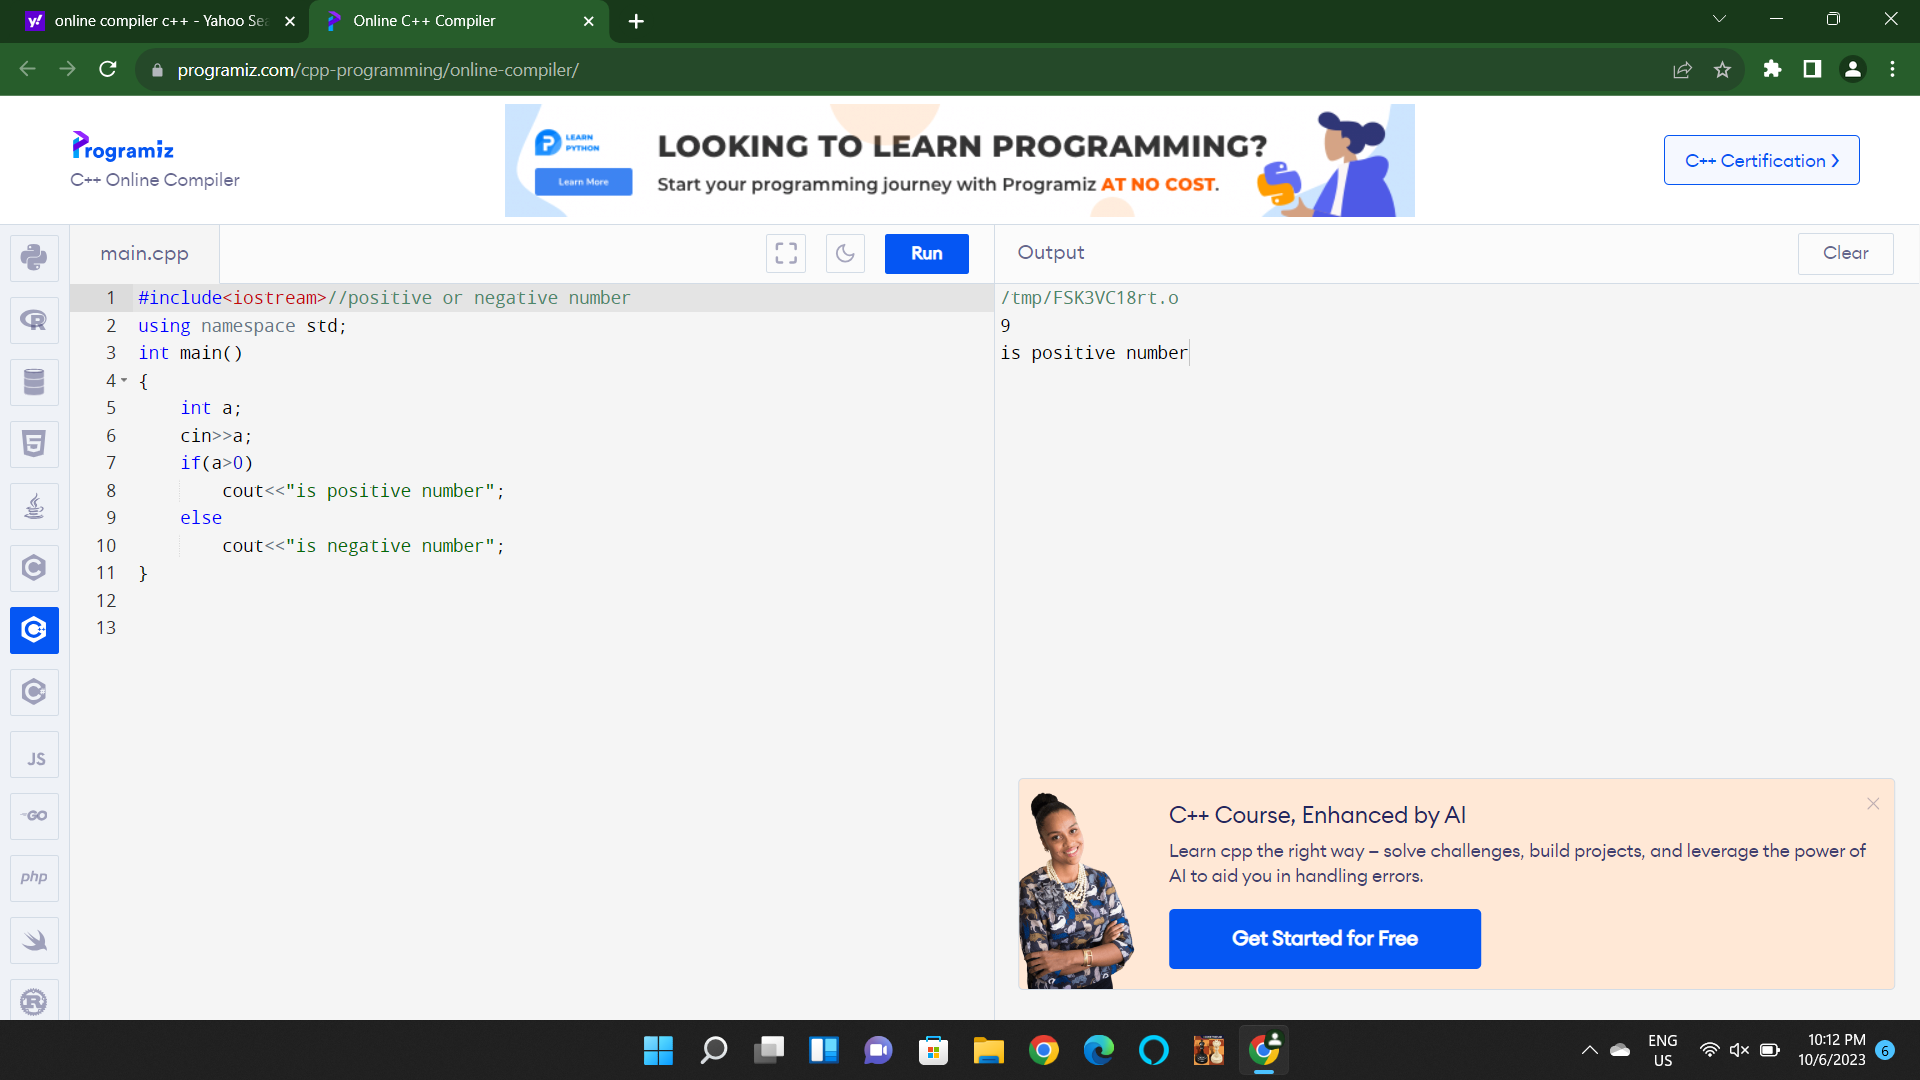 online compiler c++ - Yahoo Sea
Online C++ Compiler
programiz.com/cpp-programming/online-compiler/
Programiz
C++ Online Compiler
LEARN
PYTHON
Learn More
LOOKING TO LEARN PROGRAMMING?
Start your programming journey with Programiz AT NO COST.
C++ Certification
main.cpp
Run
Output
Clear
1 #include<iostream>//positive or negative number
2 using namespace std;
3 int main()
4 {
5 int a;
6 cin>>a;
7 if(a>0)
8 cout<<"is positive number";
9 else
10 cout<<"is negative number";
11 }
12
13
/tmp/FSK3VC18rt.o
9
is positive number
JS
GO
php
C++ Course, Enhanced by AI
Learn cpp the right way – solve challenges, build projects, and leverage the power of
AI to aid you in handling errors.
Get Started for Free
ENG
US
10:12 PM
10/6/2023
6